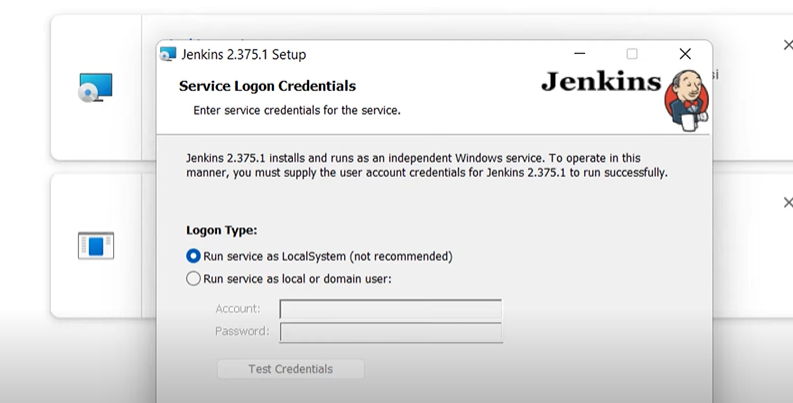 Jenkins 2.375.1 Setup
Service Logon Credentials
Enter service credentials for the service.
Jenkins
si
Jenkins 2.375.1 installs and runs as an independent Windows service. To operate in this
manner, you must supply the user account credentials for Jenkins 2.375.1 to run successfully.
Logon Type:
Run service as LocalSystem (not recommended)
Run service as local or domain user:
Account:
Password:
Test Credentials